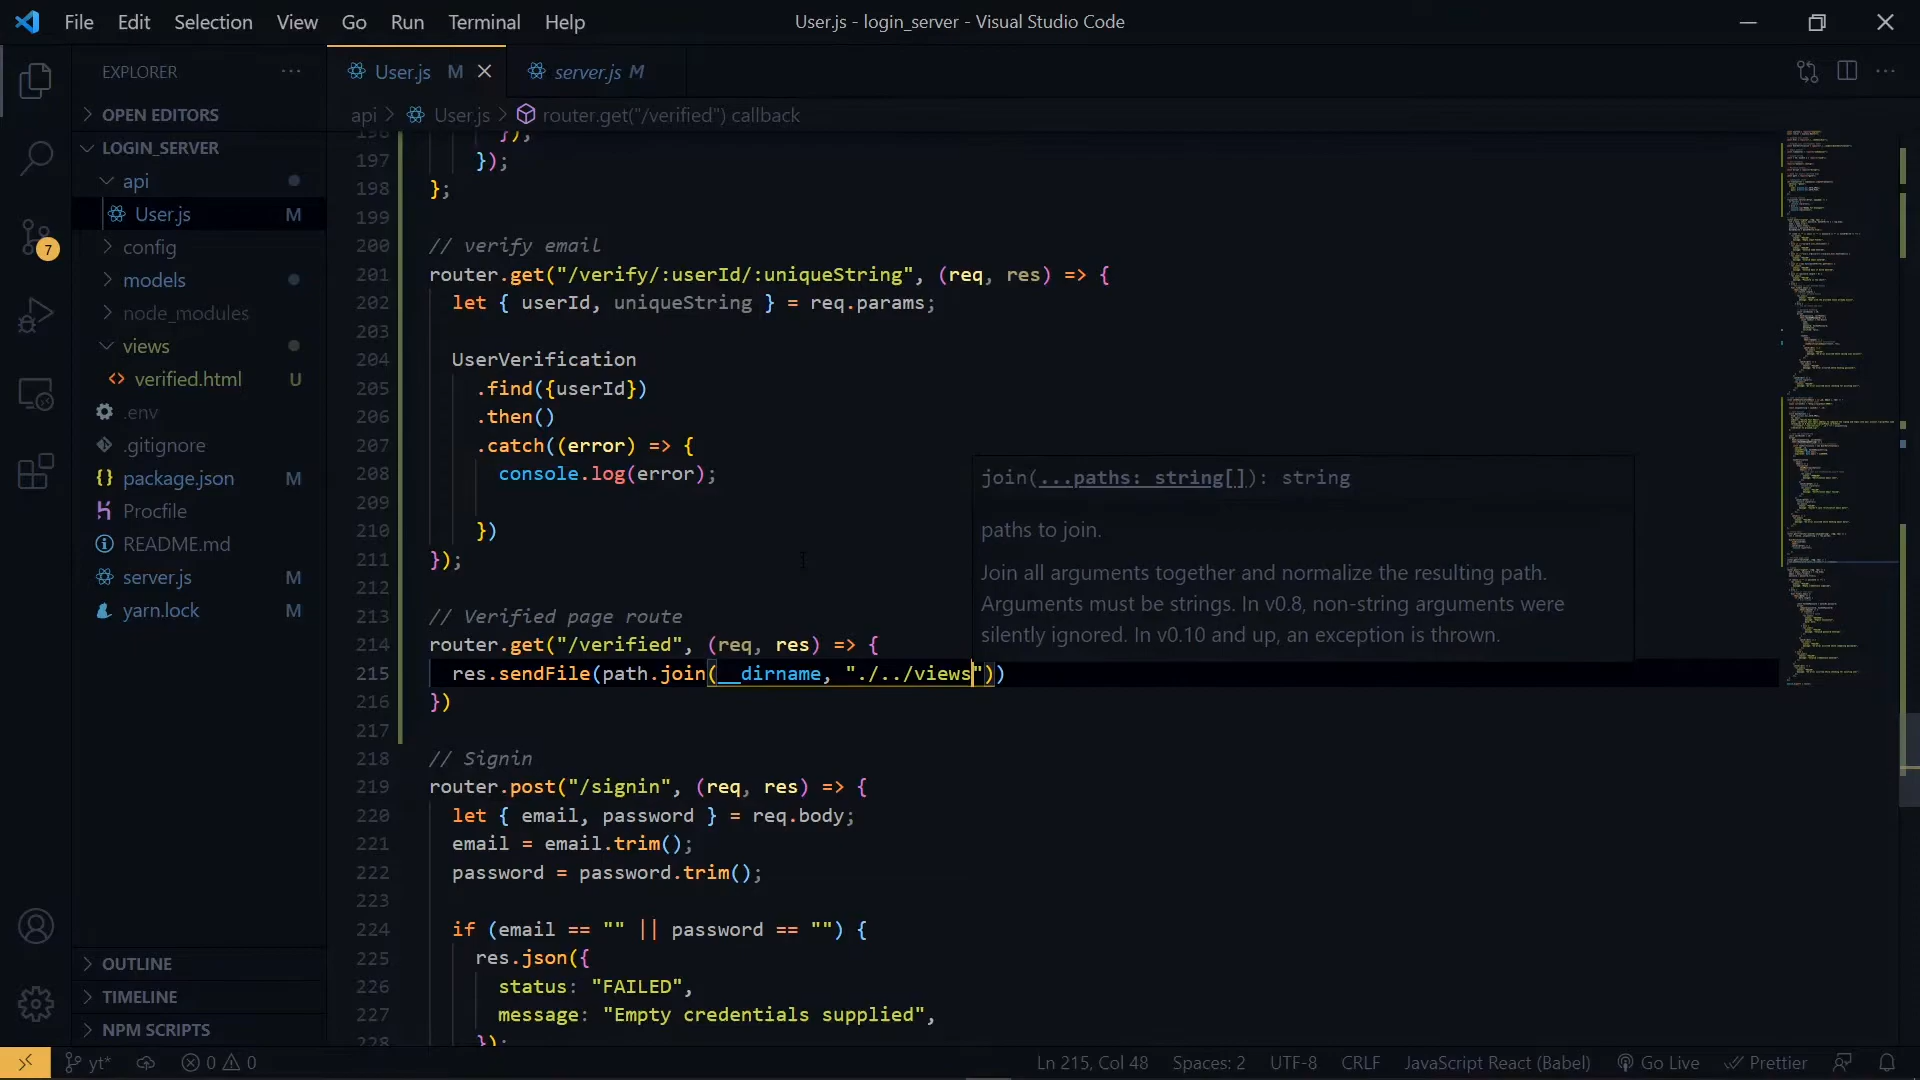 File Edit Selection View Go Run Terminal Help
User.js - login_server - Visual Studio Code
EXPLORER
OPEN EDITORS
LOGIN_SERVER
api
User.js M
config
models
node_modules
views
verified.html U
.env
.gitignore
package.json M
Procfile
README.md
server.js M
yarn.lock M
OUTLINE
TIMELINE
NPM SCRIPTS
7
User.js M
server.js M
api > User.js > router.get("/verified") callback
196 });
197 });
198 };
199
200 // verify email
201 router.get("/verify/:userId/:uniqueString", (req, res) => {
202 let { userId, uniqueString } = req.params;
203
204 UserVerification
205 .find({userId})
206 .then()
207 .catch((error) => {
208 console.log(error);
209
210 })
211 });
212
213 // Verified page route
214 router.get("/verified", (req, res) => {
215 res.sendFile(path.join(__dirname, "./../views"))
216 })
217
218 // Signin
219 router.post("/signin", (req, res) => {
220 let { email, password } = req.body;
221 email = email.trim();
222 password = password.trim();
223
224 if (email == "" || password == "") {
225 res.json({
226 status: "FAILED",
227 message: "Empty credentials supplied",
228 });
join(...paths: string[]): string
paths to join.
Join all arguments together and normalize the resulting path.
Arguments must be strings. In v0.8, non-string arguments were
silently ignored. In v0.10 and up, an exception is thrown.
yt* 0 0
Ln 215, Col 48 Spaces: 2 UTF-8 CRLF JavaScript React (Babel) Go Live Prettier